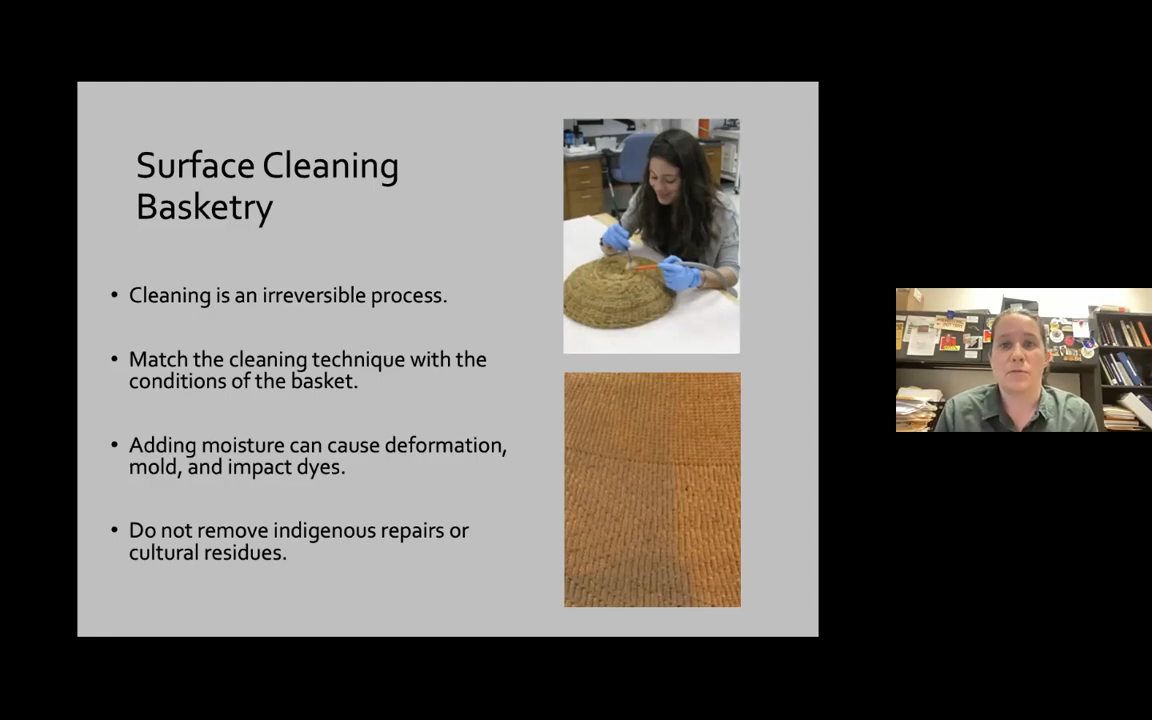 Surface Cleaning
Basketry
• Cleaning is an irreversible process.
• Match the cleaning technique with the
conditions of the basket.
• Adding moisture can cause deformation,
mold, and impact dyes.
• Do not remove indigenous repairs or
cultural residues.